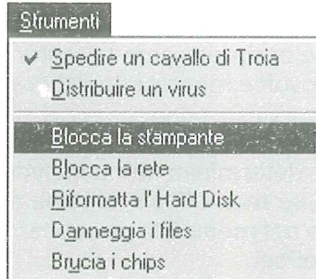 Strumenti
Spedire un cavallo di Troia
Distribuire un virus
Blocca la stampante
Blocca la rete
Riformatta l' Hard Disk
Danneggia i files
Brucia i chips